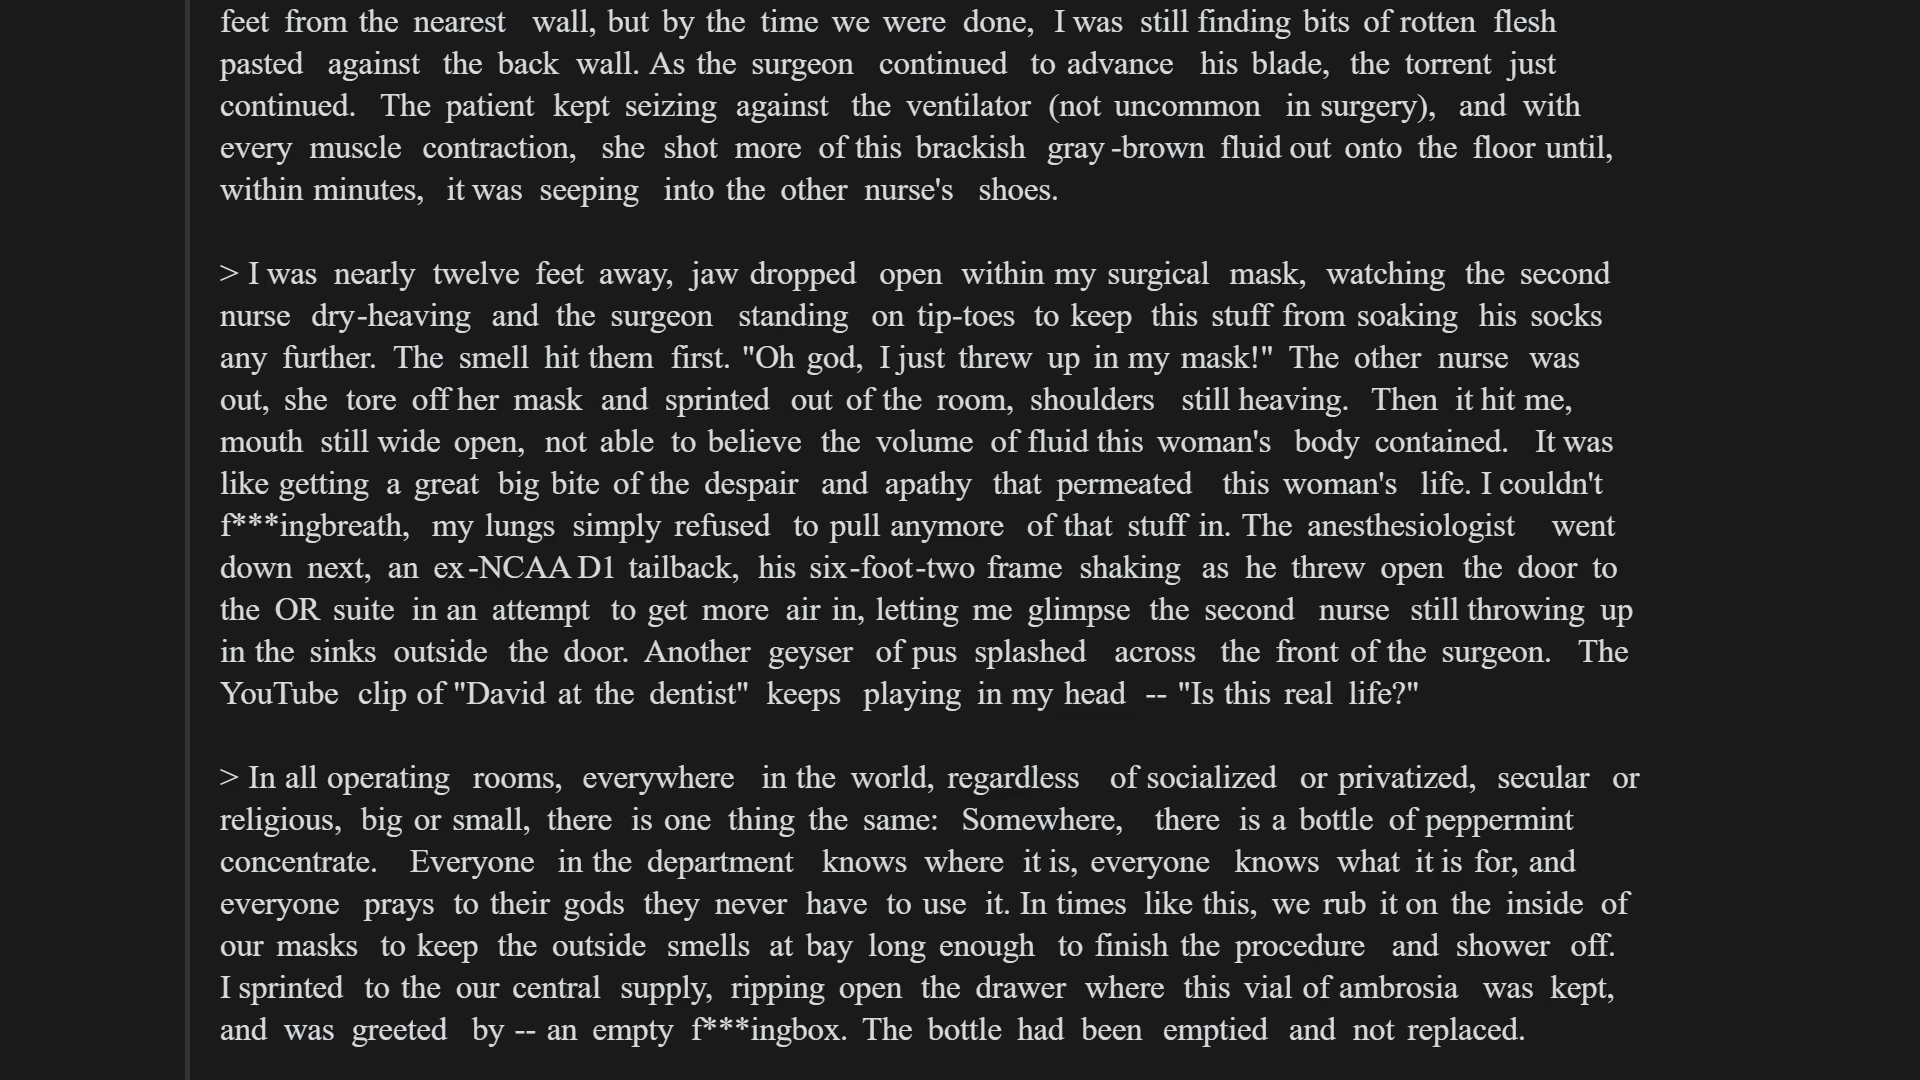 feet from the nearest wall, but by the time we were done, I was still finding bits of rotten flesh
pasted against the back wall. As the surgeon continued to advance his blade, the torrent just
continued. The patient kept seizing against the ventilator (not uncommon in surgery), and with
every muscle contraction, she shot more of this brackish gray-brown fluid out onto the floor until,
within minutes, it was seeping into the other nurse's shoes.
> I was nearly twelve feet away, jaw dropped open within my surgical mask, watching the second
nurse dry-heaving and the surgeon standing on tip-toes to keep this stuff from soaking his socks
any further. The smell hit them first. "Oh god, I just threw up in my mask!" The other nurse was
out, she tore off her mask and sprinted out of the room, shoulders still heaving. Then it hit me,
mouth still wide open, not able to believe the volume of fluid this woman's body contained. It was
like getting a great big bite of the despair and apathy that permeated this woman's life. I couldn't
f***ingbreath, my lungs simply refused to pull anymore of that stuff in. The anesthesiologist went
down next, an ex-NCAA D1 tailback, his six-foot-two frame shaking as he threw open the door to
the OR suite in an attempt to get more air in, letting me glimpse the second nurse still throwing up
in the sinks outside the door. Another geyser of pus splashed across the front of the surgeon. The
YouTube clip of "David at the dentist" keeps playing in my head -- "Is this real life?"
> In all operating rooms, everywhere in the world, regardless of socialized or privatized, secular or
religious, big or small, there is one thing the same: Somewhere, there is a bottle of peppermint
concentrate. Everyone in the department knows where it is, everyone knows what it is for, and
everyone prays to their gods they never have to use it. In times like this, we rub it on the inside of
our masks to keep the outside smells at bay long enough to finish the procedure and shower off.
I sprinted to the our central supply, ripping open the drawer where this vial of ambrosia was kept,
and was greeted by -- an empty f***ingbox. The bottle had been emptied and not replaced.